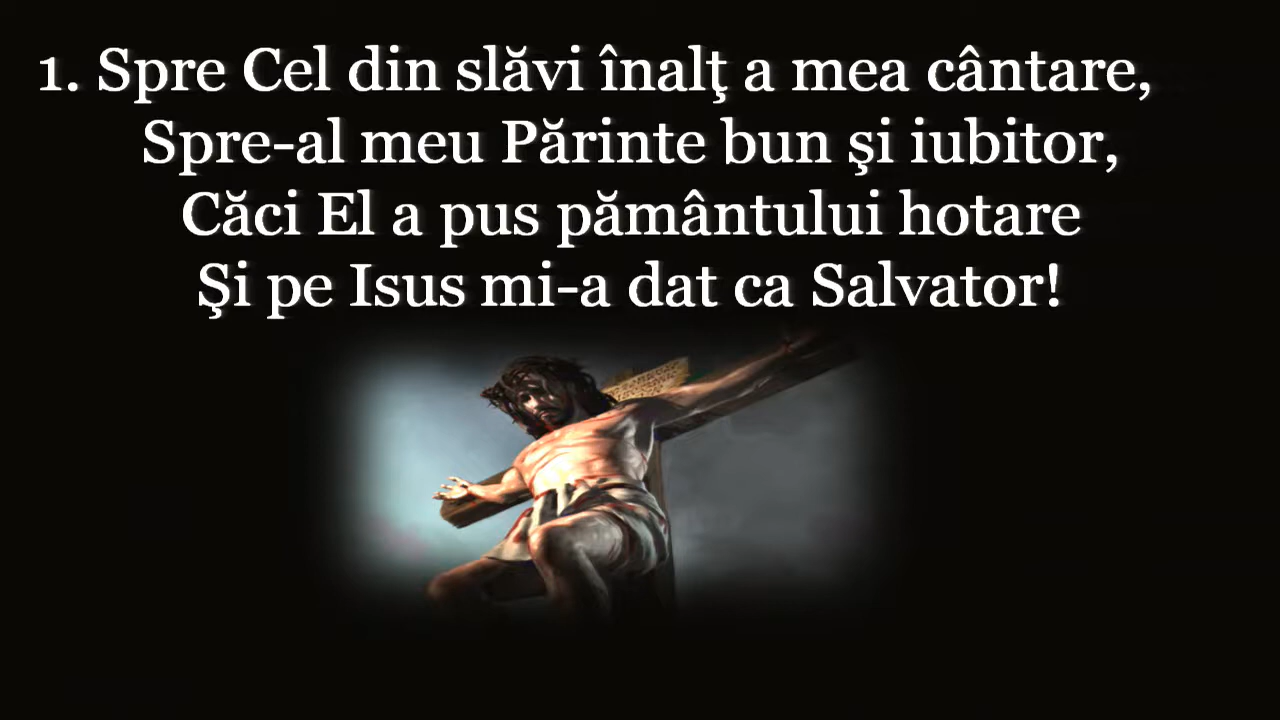 1. Spre Cel din slăvi înalţ a mea cântare,
Spre-al meu Părinte bun şi iubitor,
Căci El a pus pământului hotare
Şi pe Isus mi-a dat ca Salvator!